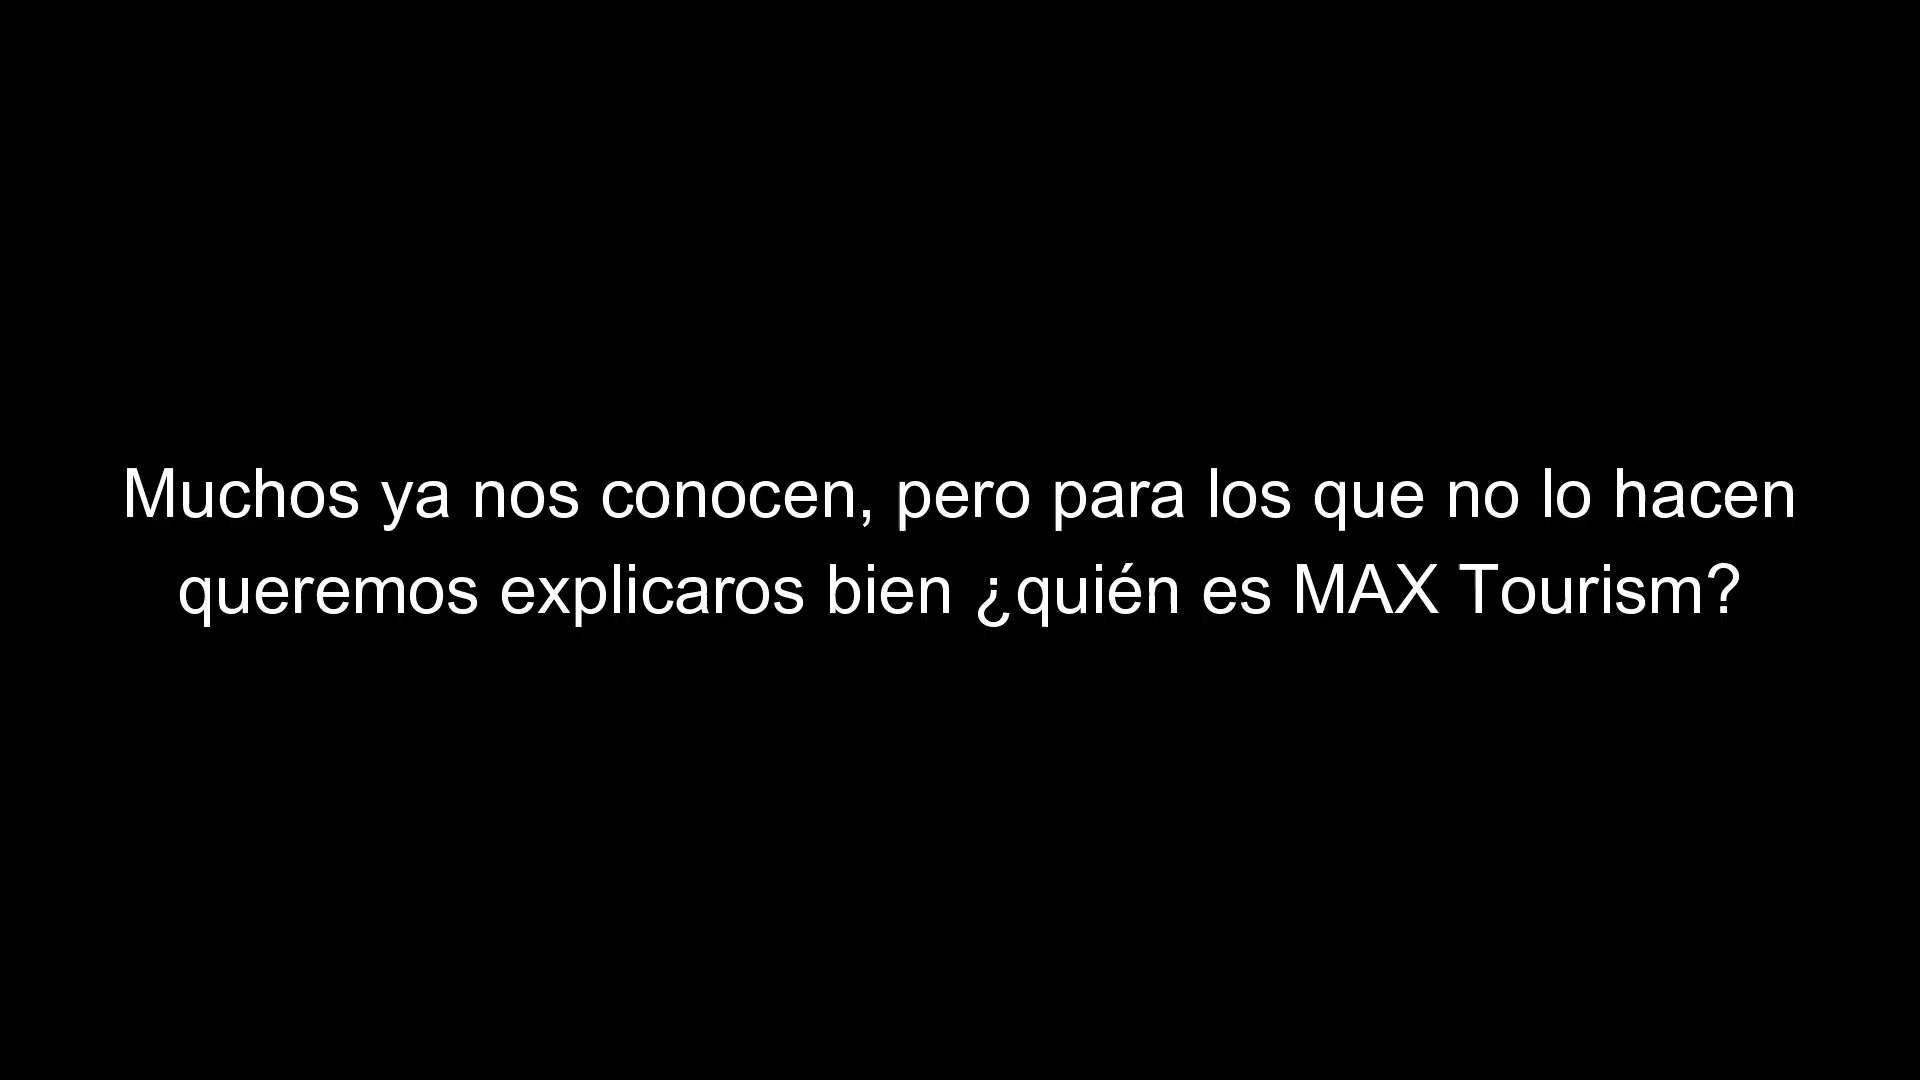 Muchos ya nos conocen, pero para los que no lo hacen
queremos explicaros bien ¿quién es MAX Tourism?